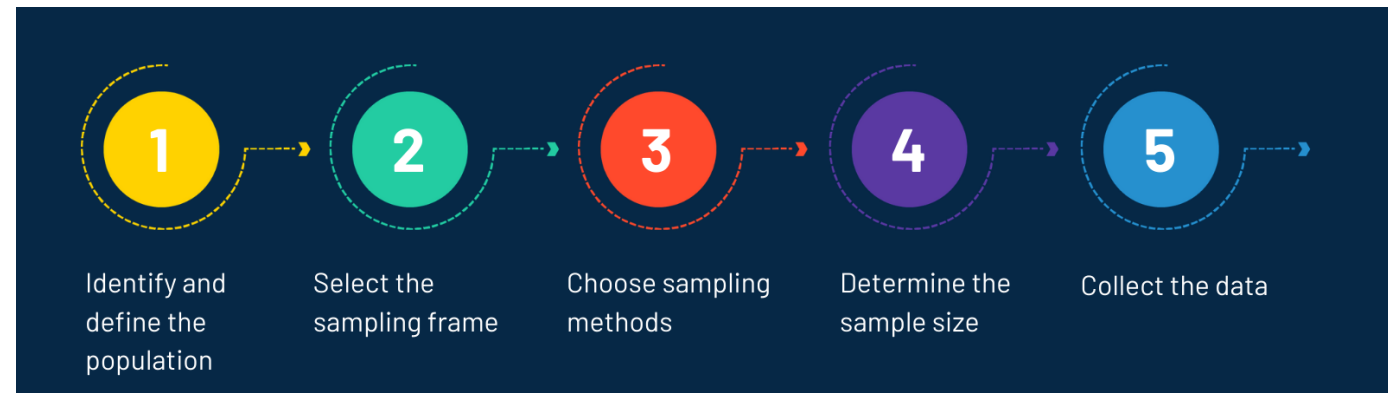 1
Identify and
define the
population
2
Select the
sampling frame
3
Choose sampling
methods
4
Determine the
sample size
5
Collect the data